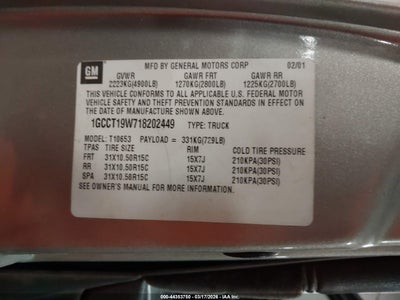 GM
MFD BY GENERAL MOTORS CORP 02/01
GVWR GAWR FRT GAWR RR
2223KG(4900LB) 1270KG(2800LB) 1225KG(2700LB)
THIS VEHICLE CONFORMS TO ALL APPLICABLE U.S. FEDERAL MOTOR
VEHICLE SAFETY AND THEFT PREVENTION STANDARDS IN EFFECT ON
THE DATE OF MANUFACTURE SHOWN ABOVE.
1GCCT19W718202449 TYPE: TRUCK
MODEL: T10653 PAYLOAD = 331KG(729LB)
TPAS TIRE SIZE RIM COLD TIRE PRESSURE
FRT 31X10.50R15C 15X7J 210KPA(30PSI)
RR 31X10.50R15C 15X7J 210KPA(30PSI)
SPA 31X10.50R15C 15X7J 210KPA(30PSI)
SEE OWNER'S MANUAL FOR MORE INFORMATION.
© 000-44353760 - 03/17/2026 - IAA Inc.